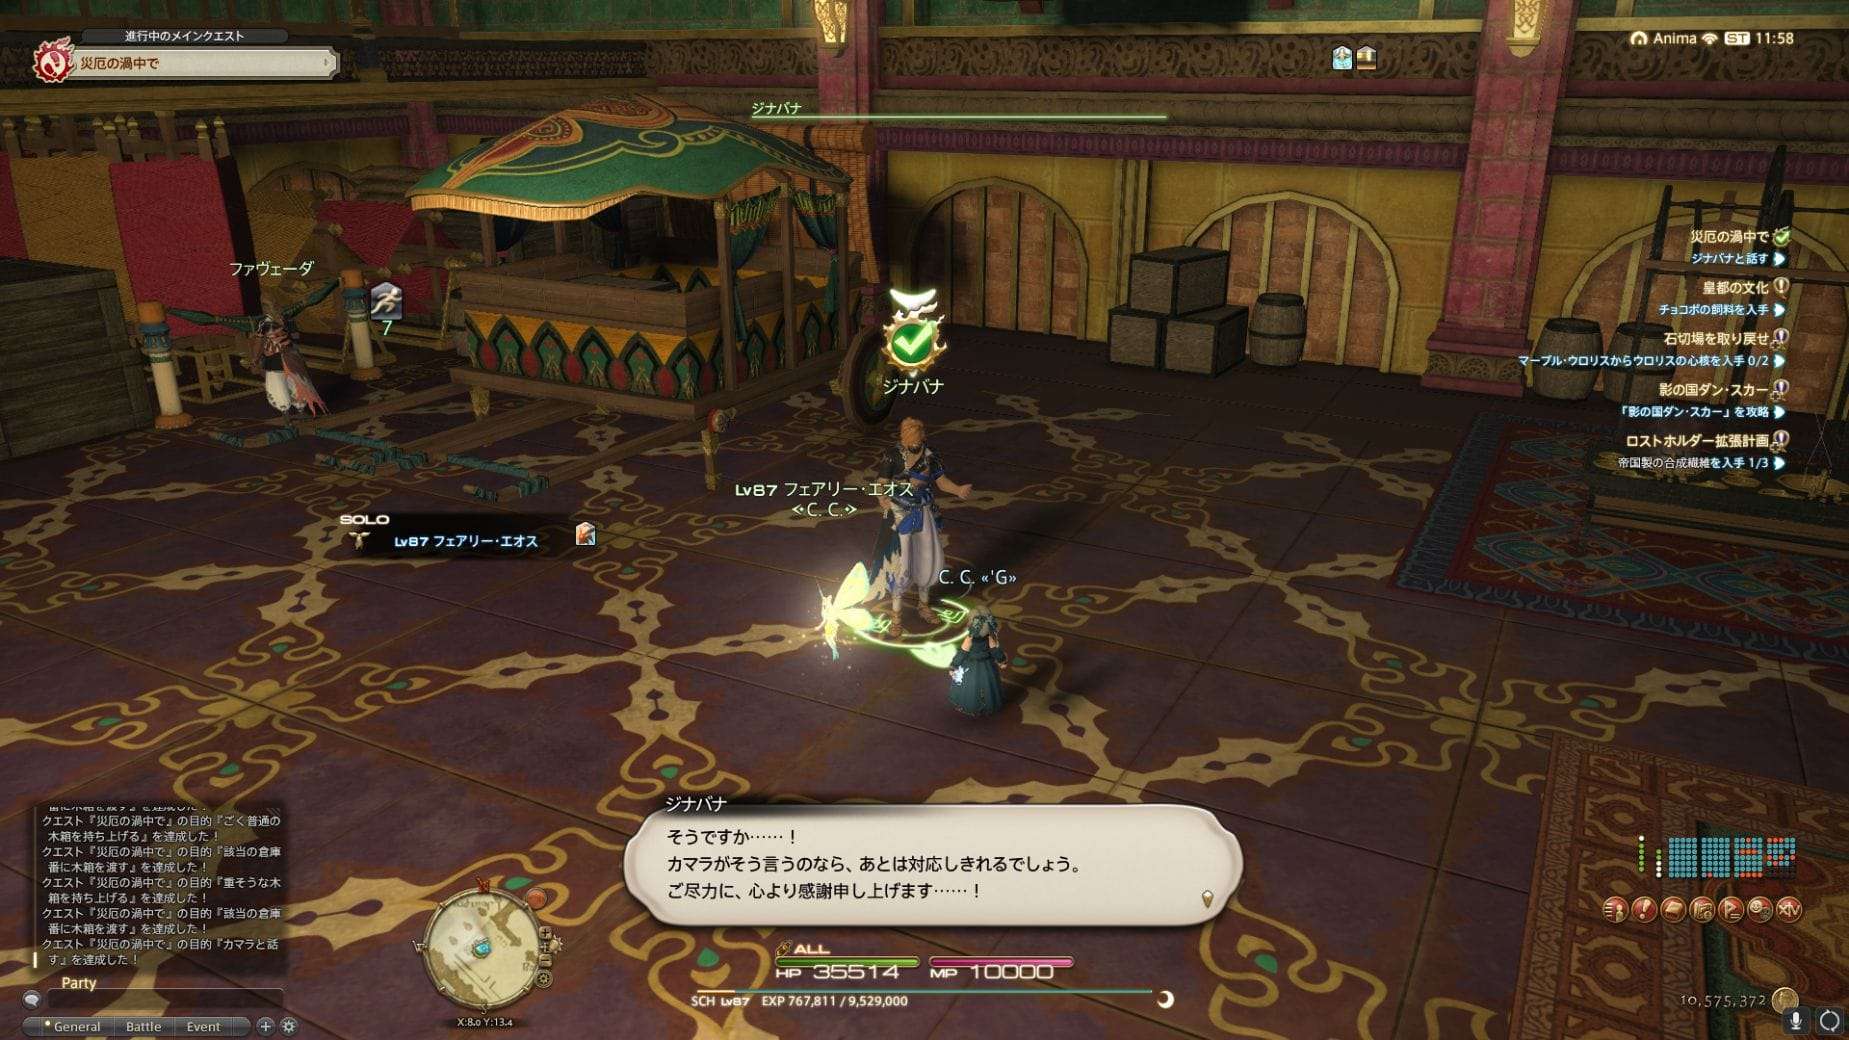 進行中のメインクエスト
災厄の渦中で
Anima ST 11:58
ジナバナ
ファヴェーダ
7
ジナバナ
Lv87 フェアリー・エオス
«C. C.»
C. C. «'G»
SOLO
Lv87 フェアリー・エオス
災厄の渦中で
ジナバナと話す
皇都の文化
チョコボの飼料を入手
石切場を取り戻せ
マーブル・ウロリスからウロリスの心核を入手 0/2
影の国ダン・スカー
「影の国ダン・スカー」を攻略
ロストホルダー拡張計画
帝国製の合成繊維を入手 1/3
番に木箱を渡す』を達成した!
クエスト『災厄の渦中で』の目的『ごく普通の
木箱を持ち上げる』を達成した!
クエスト『災厄の渦中で』の目的『該当の倉庫
番に木箱を渡す』を達成した!
クエスト『災厄の渦中で』の目的『重そうな木
箱を持ち上げる』を達成した!
クエスト『災厄の渦中で』の目的『該当の倉庫
番に木箱を渡す』を達成した!
クエスト『災厄の渦中で』の目的『カマラと話
す』を達成した!
Party
General Battle Event
X:8.0 Y:13.4
ジナバナ
そうですか……!
カマラがそう言うのなら、あとは対応しきれるでしょう。
ご尽力に、心より感謝申し上げます……!
ALL
HP 35514 MP 10000
SCH Lv87 EXP 767,811 / 9,529,000
XIV
10,575,372